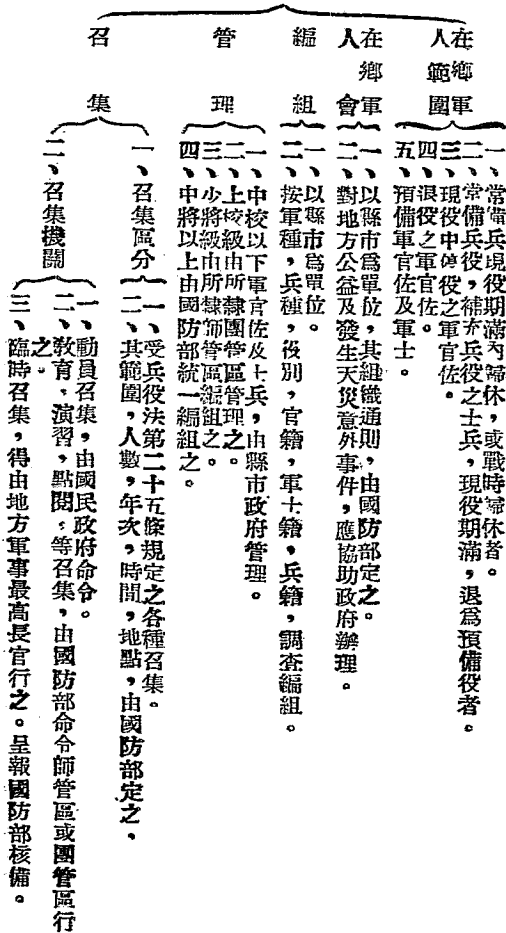 在鄉軍人範圍
一、常備兵現役期滿內歸休，或戰時歸休者。
二、常備兵役，補充兵役之士兵，現役期滿，退爲預備役者。
三、現役中停役之軍官佐。
四、退役之軍官佐。
五、預備軍官佐及軍士。
在鄉軍人會
一、以縣市爲單位，其組織通則，由國防部定之。
二、對地方公益及發生天災意外事件，應協助政府辦理。
編組
一、以縣市爲單位。
二、按軍種，兵種，役別，官籍，軍士籍，兵籍，調查編組。
管理
一、中校以下軍官佐及士兵，由縣市政府管理。
二、上校級由所隸團管區管理之。
三、少將級由所隸師管區編組之。
四、中將以上由國防部統一編組之。
召集
一、召集區分
一、受兵役法第二十五條規定之各種召集。
二、其範圍，人數，年次，時間，地點，由國防部定之，
二、召集機關
一、動員召集，由國民政府命令。
二、敎育，演習，點閱，等召集，由國防部命令師管區或團管區行
之。
三、臨時召集，得由地方軍事最高長官行之。呈報國防部核備。